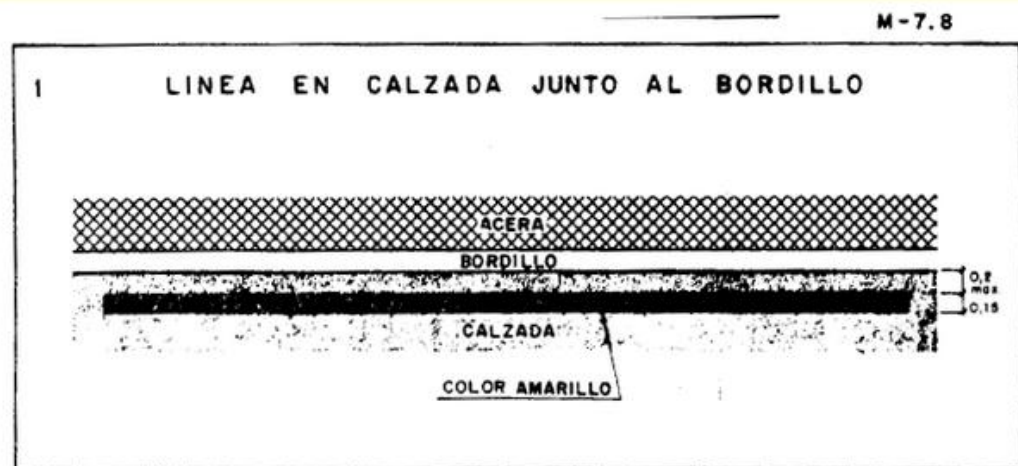 M-7.8
1 LINEA EN CALZADA JUNTO AL BORDILLO
ACERA
BORDILLO
0,2
max
0,15
CALZADA
COLOR AMARILLO